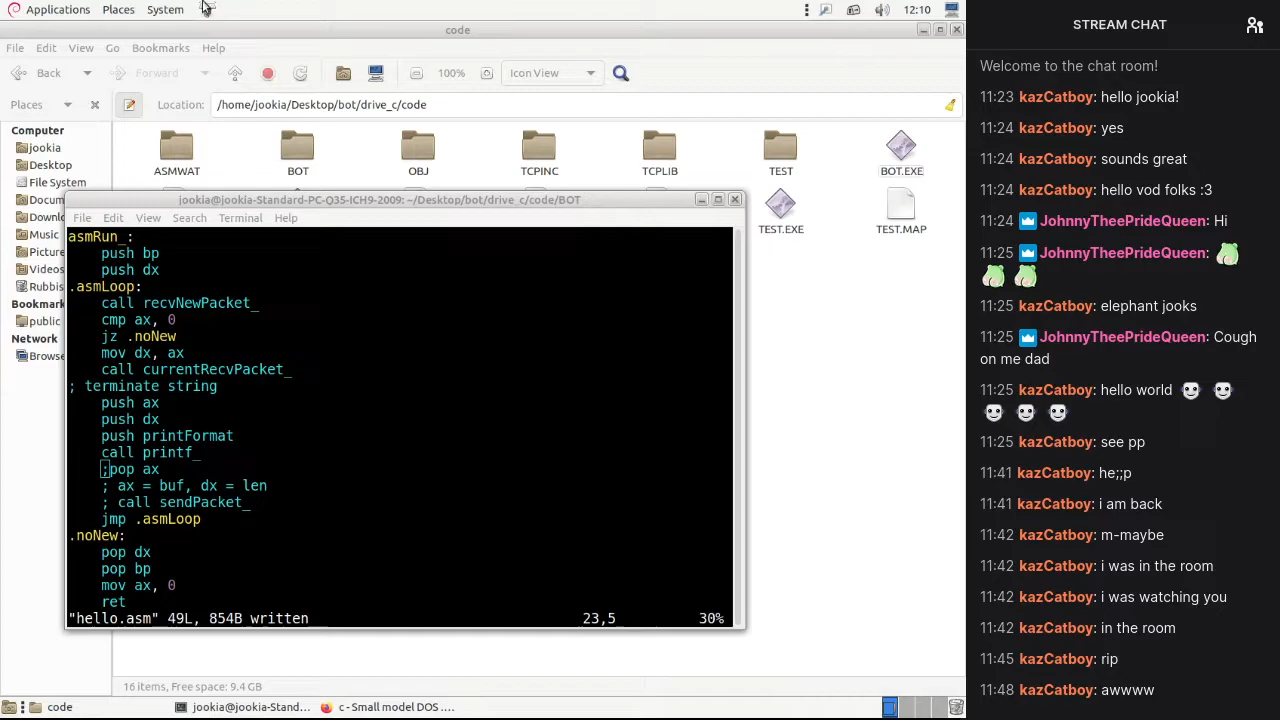 Applications Places System 12:10
code
File Edit View Go Bookmarks Help
Back Forward 100% Icon View
Places Location: /home/jookia/Desktop/bot/drive_c/code
Computer
jookia
Desktop
File System
Docum
Downl
Music
Picture
Videos
Rubbis
Bookmark
public
Network
Browse
ASMWAT BOT OBJ TCPINC TCPLIB TEST BOT.EXE
TEST.EXE TEST.MAP
jookia@jookia-Standard-PC-Q35-ICH9-2009: ~/Desktop/bot/drive_c/code/BOT
File Edit View Search Terminal Help
asmRun_:
push bp
push dx
.asmLoop:
call recvNewPacket_
cmp ax, 0
jz .noNew
mov dx, ax
call currentRecvPacket_
; terminate string
push ax
push dx
push printFormat
call printf_
;pop ax
; ax = buf, dx = len
; call sendPacket_
jmp .asmLoop
.noNew:
pop dx
pop bp
mov ax, 0
ret
"hello.asm" 49L, 854B written 23,5 30%
16 items, Free space: 9.4 GB
code jookia@jookia-Stand... c - Small model DOS ....
STREAM CHAT
Welcome to the chat room!
11:23 kazCatboy: hello jookia!
11:24 kazCatboy: yes
11:24 kazCatboy: sounds great
11:24 kazCatboy: hello vod folks :3
11:24 JohnnyTheePrideQueen: Hi
11:25 JohnnyTheePrideQueen:
11:25 kazCatboy: elephant jooks
11:25 JohnnyTheePrideQueen: Cough
on me dad
11:25 kazCatboy: hello world
11:25 kazCatboy: see pp
11:41 kazCatboy: he;;p
11:41 kazCatboy: i am back
11:42 kazCatboy: m-maybe
11:42 kazCatboy: i was in the room
11:42 kazCatboy: i was watching you
11:42 kazCatboy: in the room
11:45 kazCatboy: rip
11:48 kazCatboy: awwww